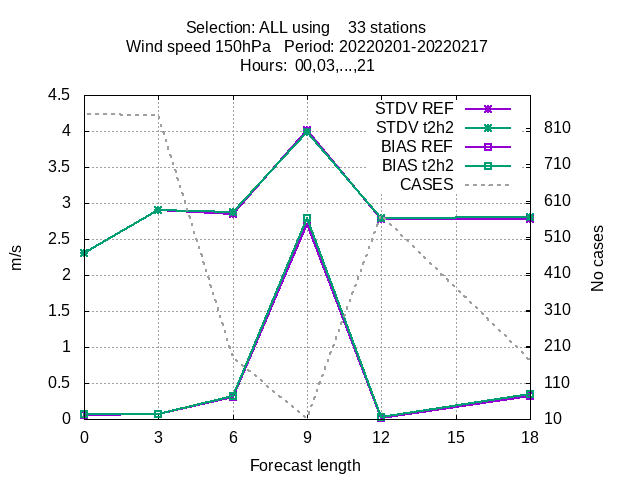 Selection: ALL using 33 stations
Wind speed 150hPa Period: 20220201-20220217
Hours: 00,03,...,21
4.5
4
3.5
3
2.5
2
1.5
1
0.5
0
m/s
STDV REF
STDV t2h2
BIAS REF
BIAS t2h2
CASES
810
710
610
510
410
310
210
110
10
No cases
0 3 6 9 12 15 18
Forecast length